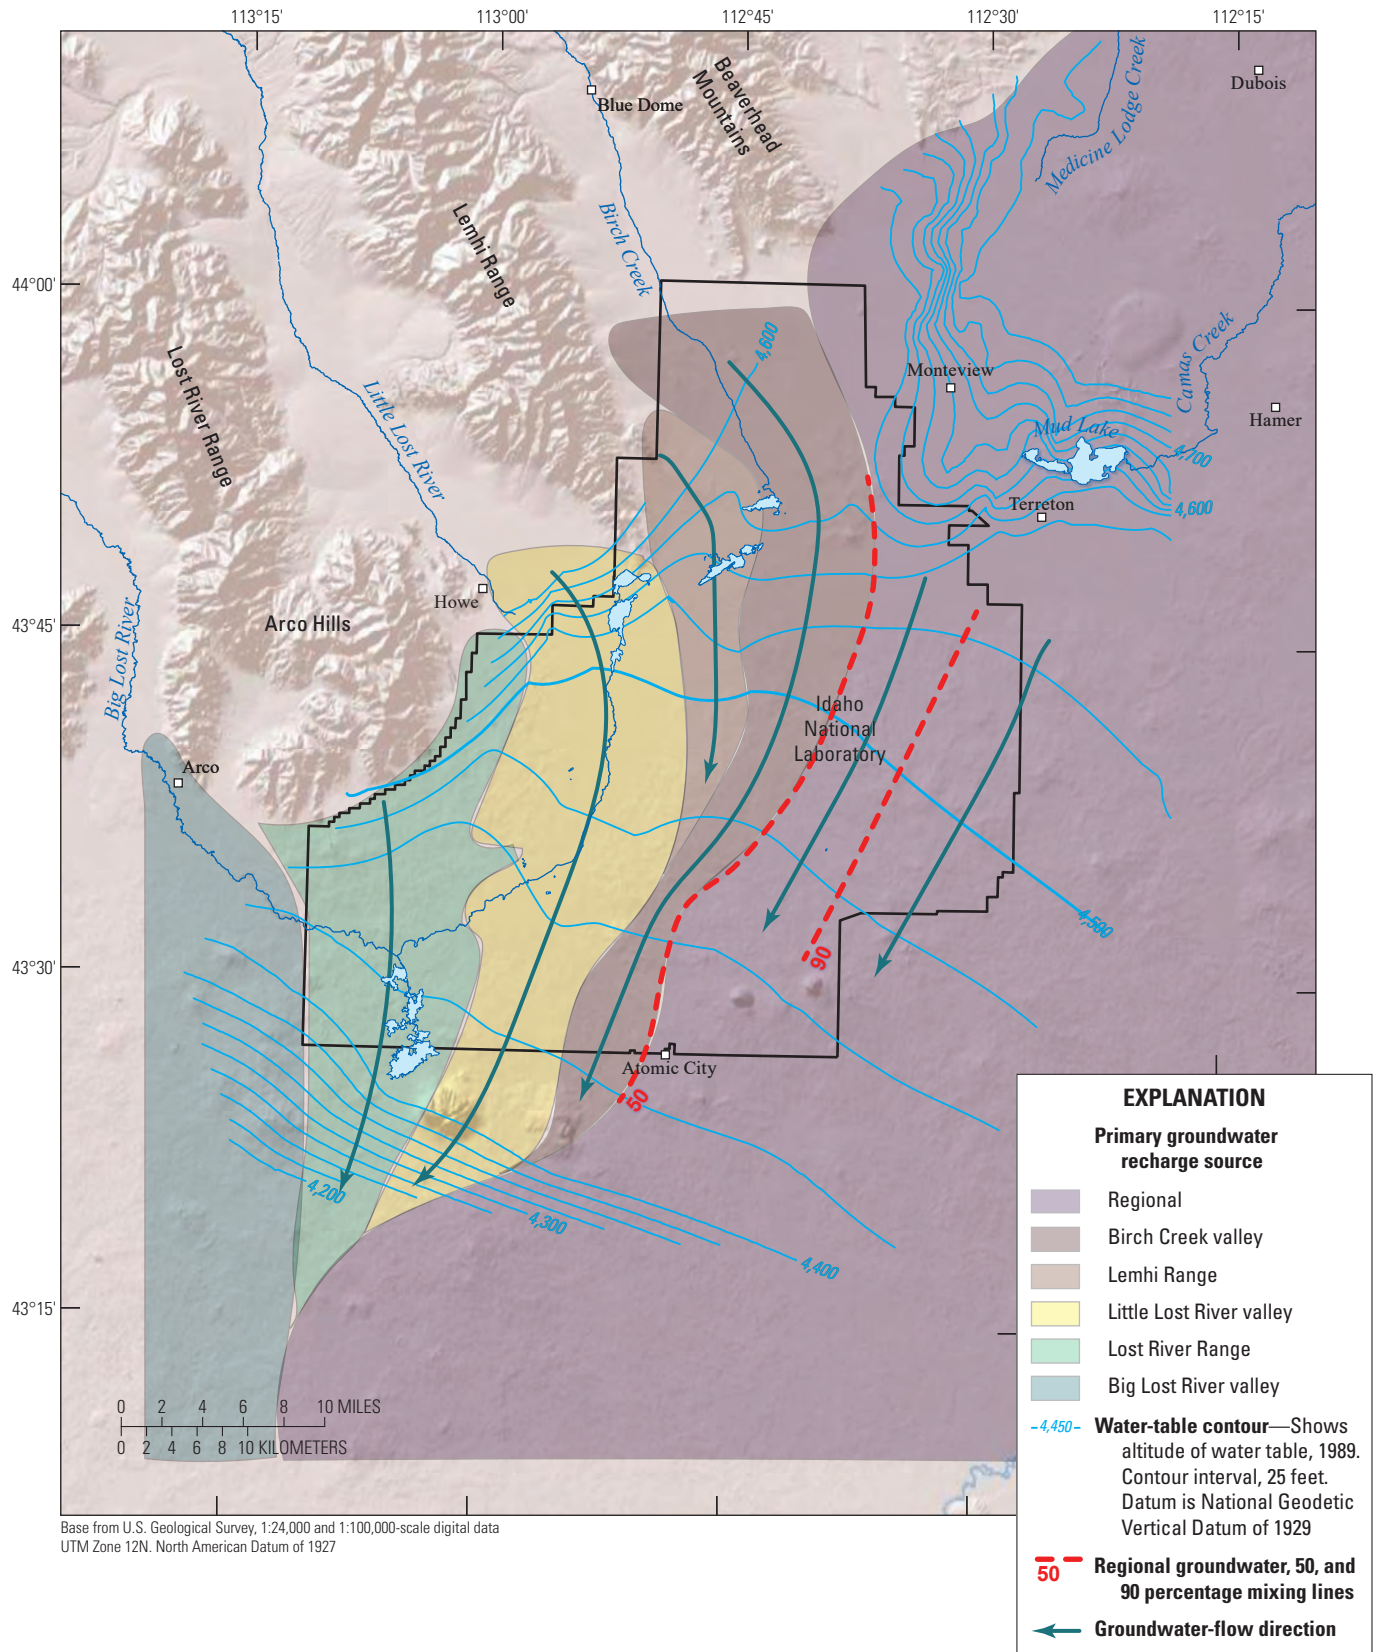 113°15'
113°00'
112°45'
112°30'
112°15'
Dubois
Blue Dome
Beaverhead
Mountains
Medicine Lodge Creek
Lemhi Range
Birch Creek
44°00'
Lost River Range
4,600
Camas Creek
Monteview
Hamer
Little Lost River
Mud Lake
4,700
Terreton
4,600
Howe
43°45'
Arco Hills
Big Lost River
Idaho
National
Laboratory
Arco
4,500
43°30'
90
Atomic City
50
4,200
4,300
4,400
43°15'
0 2 4 6 8 10 MILES
0 2 4 6 8 10 KILOMETERS
EXPLANATION
Primary groundwater
recharge source
Regional
Birch Creek valley
Lemhi Range
Little Lost River valley
Lost River Range
Big Lost River valley
4,450 Water-table contour—Shows
altitude of water table, 1989.
Contour interval, 25 feet.
Datum is National Geodetic
Vertical Datum of 1929
50 Regional groundwater, 50, and
90 percentage mixing lines
Groundwater-flow direction
Base from U.S. Geological Survey, 1:24,000 and 1:100,000-scale digital data
UTM Zone 12N. North American Datum of 1927